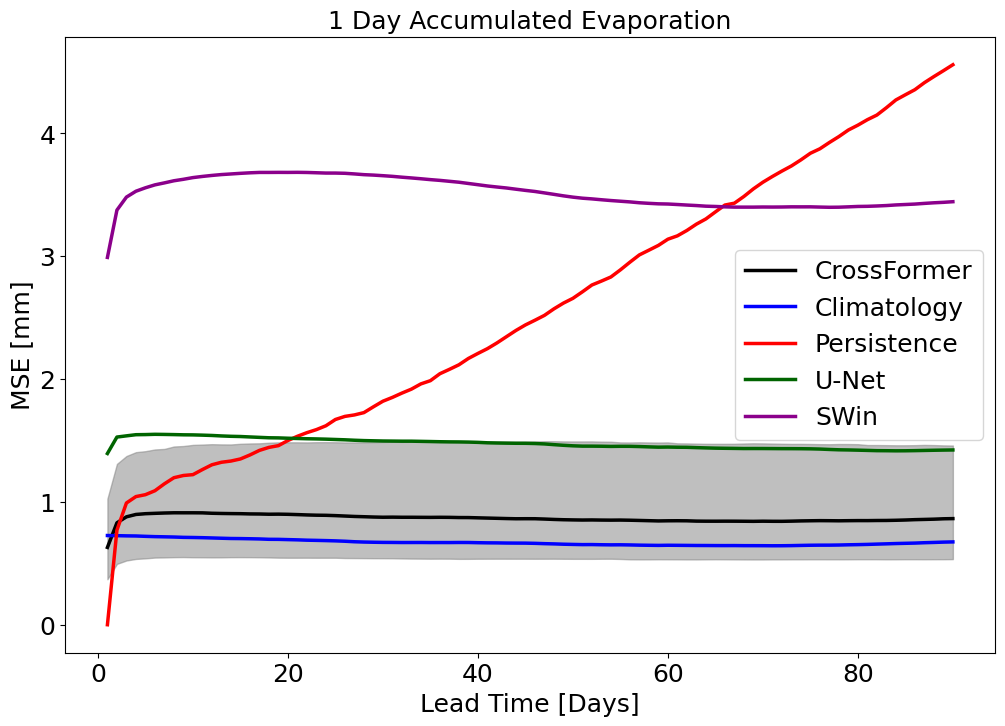 1 Day Accumulated Evaporation
MSE [mm]
4
3
2
1
0
CrossFormer
Climatology
Persistence
U-Net
SWin
0 20 40 60 80
Lead Time [Days]